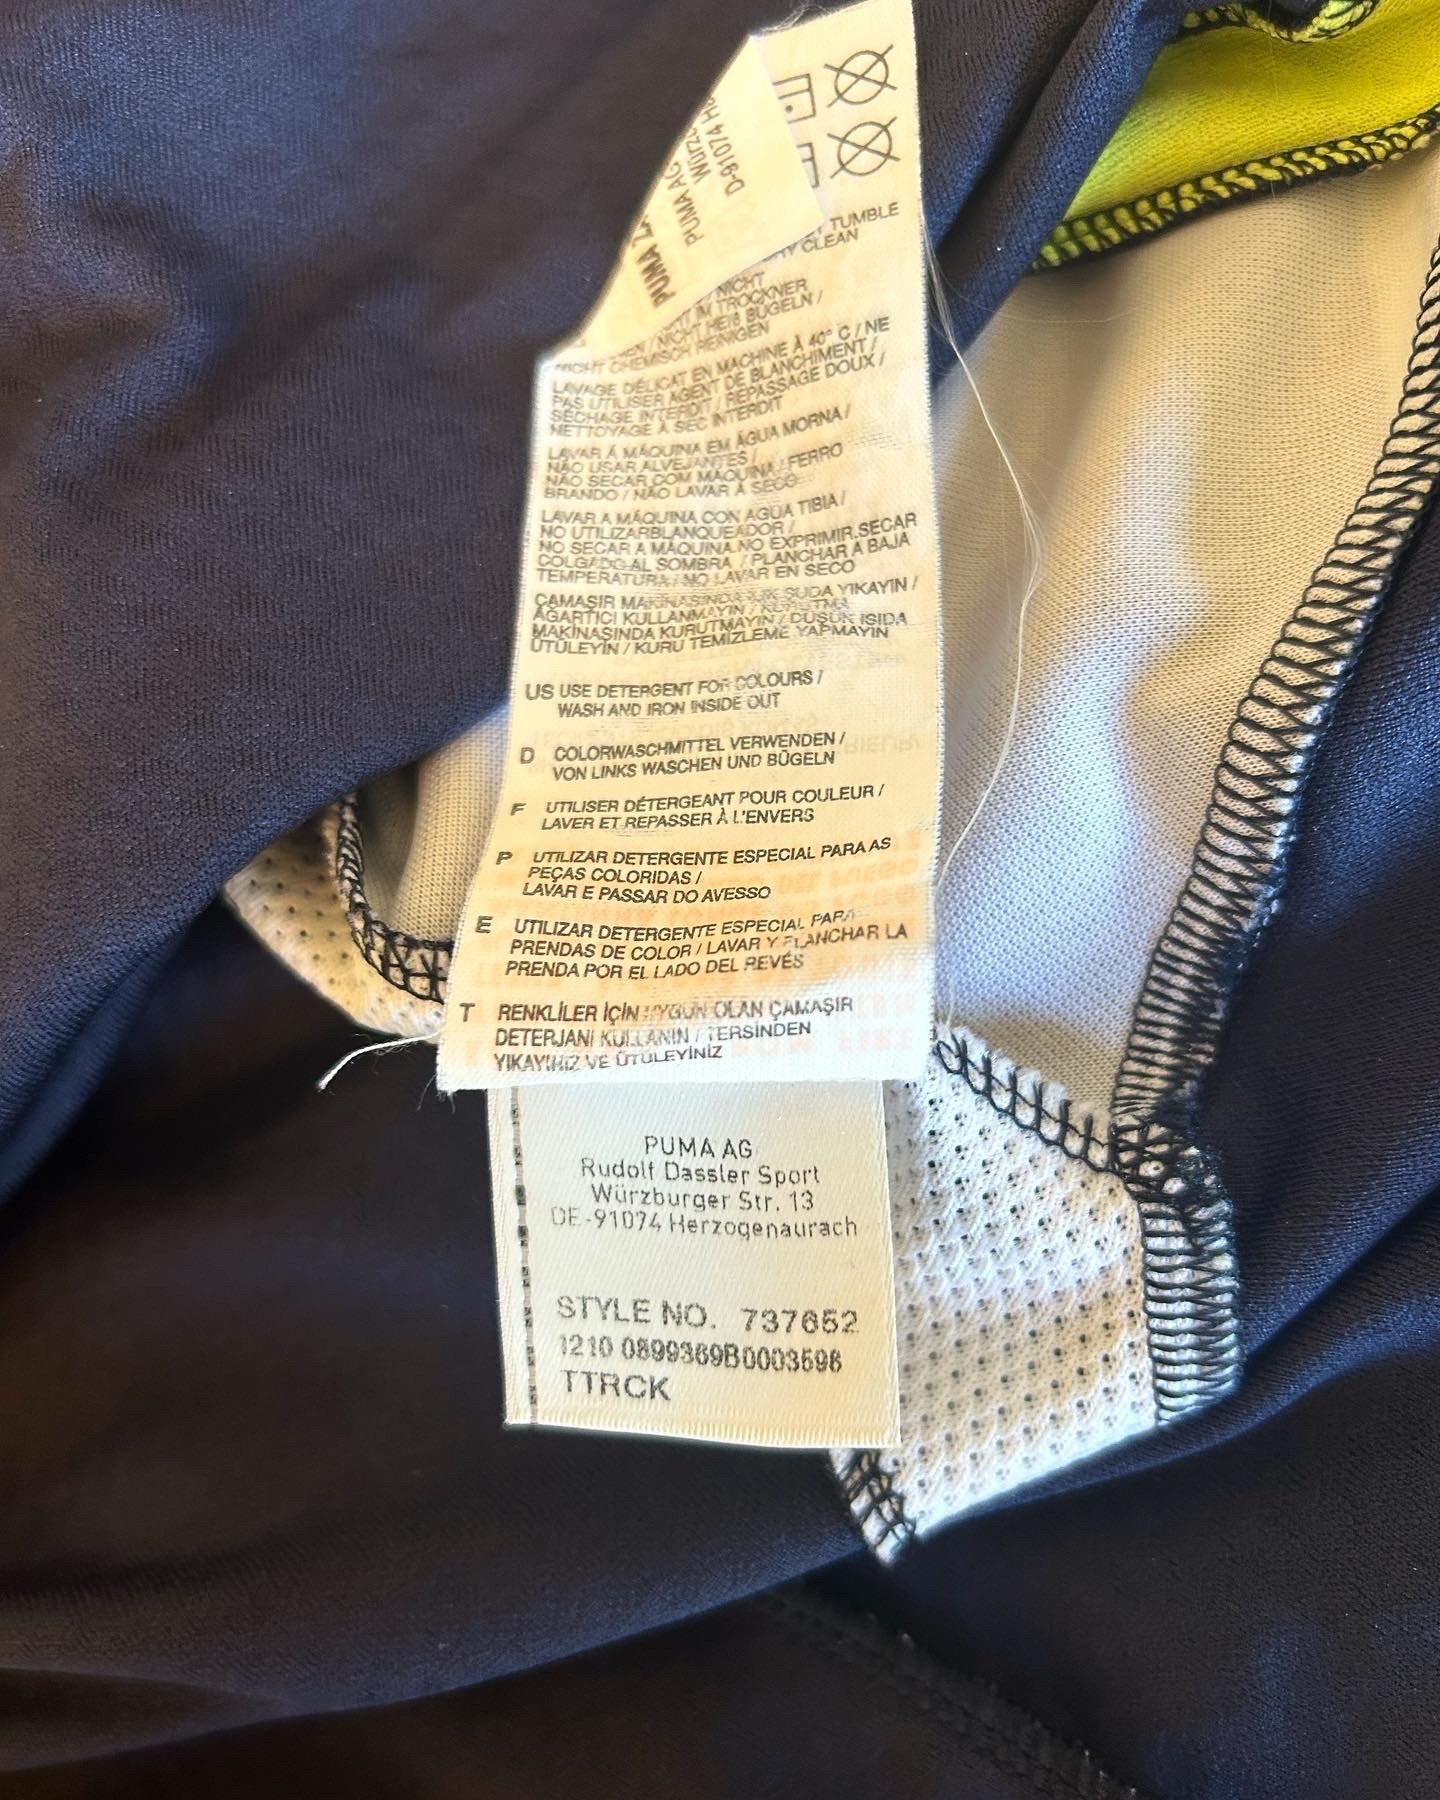 PUMA
PUMA AG
D-91074
TUMBLE
CLEAN
NICHT
IM TROCKNER
NICHT HEIß BÜGELN /
NICHT CHEMISCH REINIGEN
LAVAGE DÉLICAT EN MACHINE À 40° C / NE
PAS UTILISER AGENT DE BLANCHIMENT /
SÉCHAGE INTERDIT / REPASSAGE DOUX /
NETTOYAGE À SEC INTERDIT
LAVAR À MÁQUINA EM ÁGUA MORNA /
NÃO USAR ALVEJANTES /
NÃO SECAR COM MÁQUINA / FERRO
BRANDO / NÃO LAVAR À SECO
LAVAR A MÁQUINA CON AGUA TIBIA /
NO UTILIZARBLANQUEADOR /
NO SECAR A MÁQUINA.NO EXPRIMIR.SECAR
COLGADO AL SOMBRA / PLANCHAR A BAJA
TEMPERATURA / NO LAVAR EN SECO
ÇAMAŞIR MAKİNASINDA ILIK SUDA YIKAYIN /
AĞARTICI KULLANMAYIN / KURUTMA
MAKİNASINDA KURUTMAYIN / DÜŞÜK ISIDA
ÜTÜLEYİN / KURU TEMİZLEME YAPMAYIN
US USE DETERGENT FOR COLOURS /
WASH AND IRON INSIDE OUT
D COLORWASCHMITTEL VERWENDEN /
VON LINKS WASCHEN UND BÜGELN
F UTILISER DÉTERGEANT POUR COULEUR /
LAVER ET REPASSER À L'ENVERS
P UTILIZAR DETERGENTE ESPECIAL PARA AS
PEÇAS COLORIDAS /
LAVAR E PASSAR DO AVESSO
E UTILIZAR DETERGENTE ESPECIAL PARA
PRENDAS DE COLOR / LAVAR Y PLANCHAR LA
PRENDA POR EL LADO DEL REVÉS
T RENKLİLER İÇİN UYGUN OLAN ÇAMAŞIR
DETERJANI KULLANIN / TERSİNDEN
YIKAYINIZ VE ÜTÜLEYİNİZ
PUMA AG
Rudolf Dassler Sport
Würzburger Str. 13
DE-91074 Herzogenaurach
STYLE NO. 737652
1210 0899369B0003598
TTRCK